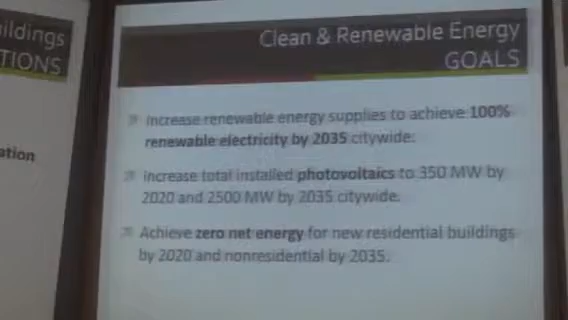 ildings
TIONS
ation
Clean & Renewable Energy
GOALS
Increase renewable energy supplies to achieve 100%
renewable electricity by 2035 citywide.
Increase total installed photovoltaics to 350 MW by
2020 and 2500 MW by 2035 citywide.
Achieve zero net energy for new residential buildings
by 2020 and nonresidential by 2035.